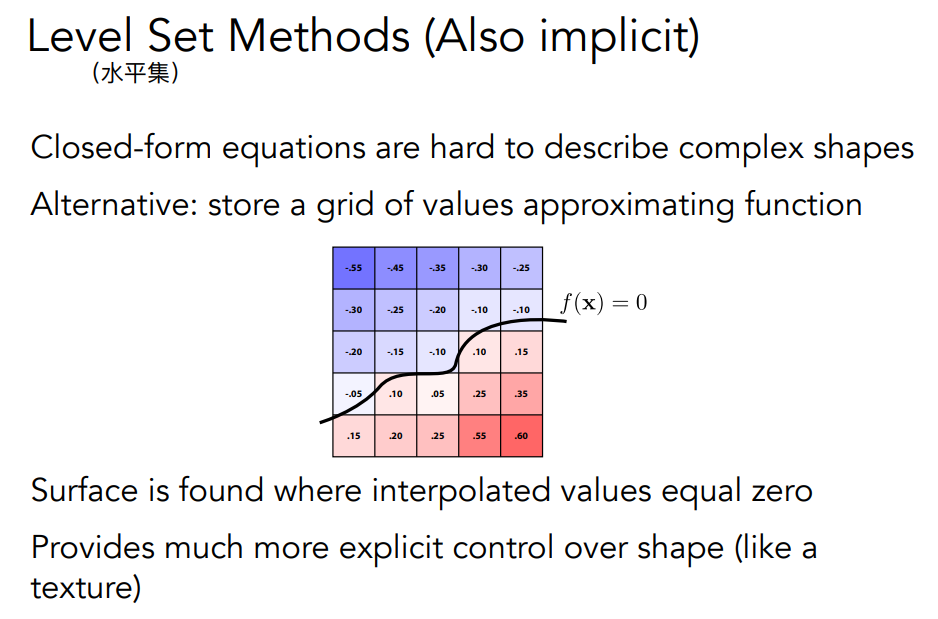 Level Set Methods (Also implicit)
(水平集)
Closed-form equations are hard to describe complex shapes
Alternative: store a grid of values approximating function
-.55 -.45 -.35 -.30 -.25
-.30 -.25 -.20 -.10 -.10
f(x) = 0
-.20 -.15 -.10 .10 .15
-.05 .10 .05 .25 .35
.15 .20 .25 .55 .60
Surface is found where interpolated values equal zero
Provides much more explicit control over shape (like a
texture)